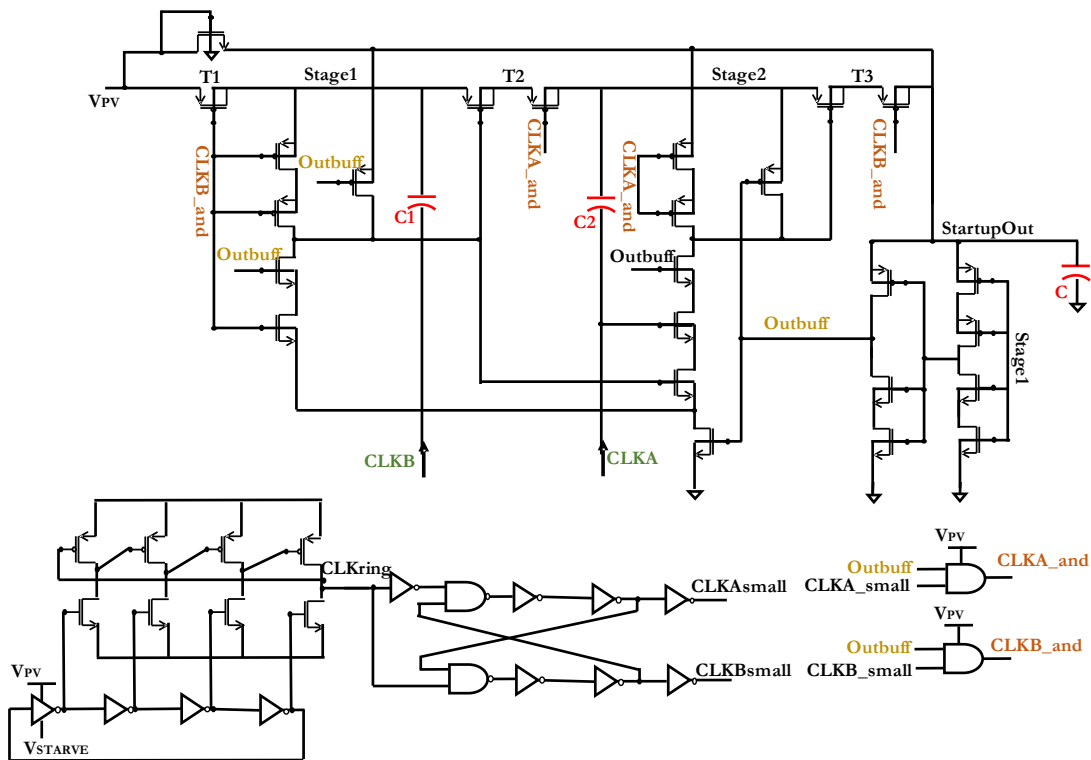 T1
Stage1
T2
Stage2
T3
VPV
CLKB_and
Outbuff
CLKA_and
CLKA_and
CLKB_and
C1
C2
StartupOut
Outbuff
Outbuff
Outbuff
C
Stage1
CLKB
CLKA
CLKring
CLKAsmall
CLKBsmall
VPV
VSTARVE
VPV
Outbuff
CLKA_small
CLKA_and
VPV
Outbuff
CLKB_small
CLKB_and